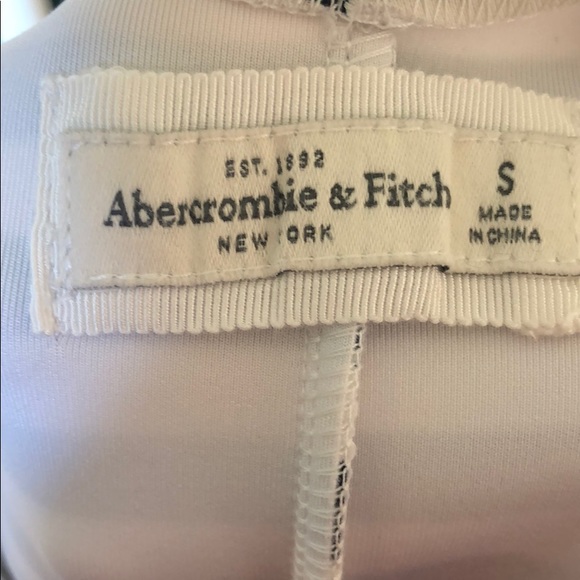 EST. 1892
Abercrombie & Fitch
NEW YORK
S
MADE
IN CHINA